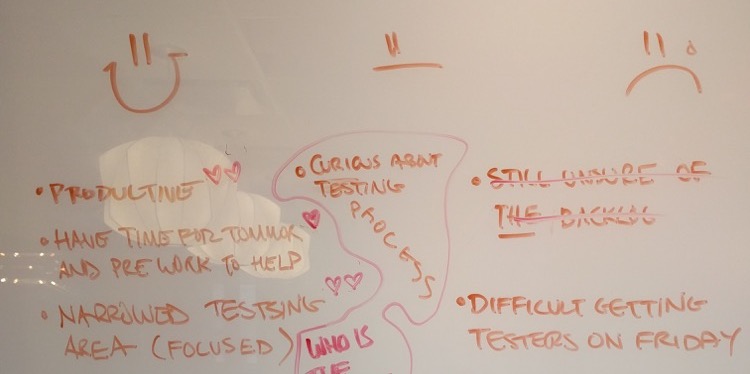 • PRODUCTIVE
• HAVE TIME FOR TOMMOR
AND PRE WORK TO HELP
• NARROWED TESTSING
AREA (FOCUSED)
• CURIOUS ABOUT
TESTING
PROCESS
WHO IS
THE
• STILL UNSURE OF
THE BACKLOG
• DIFFICULT GETTING
TESTERS ON FRIDAY